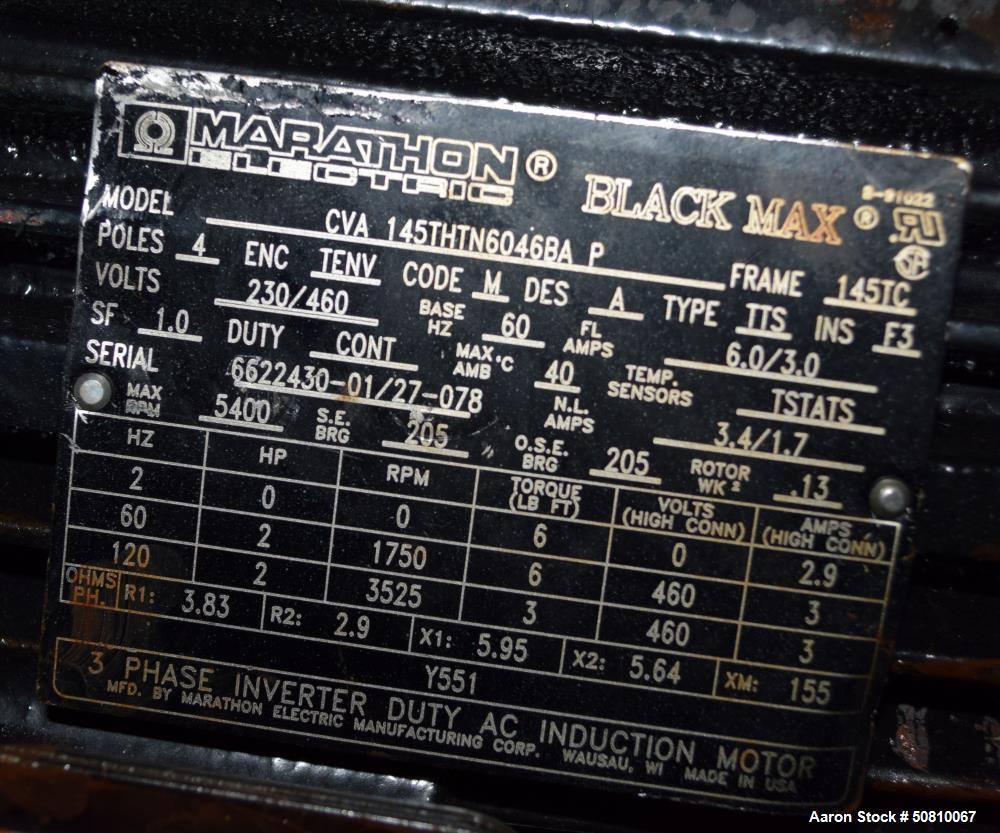 MARATHON ®
ELECTRIC
BLACK MAX ®
MODEL CVA 145THTN6046BA P FRAME 145TC
POLES 4 ENC TENV CODE M DES A TYPE TTS INS F3
VOLTS 230/460 BASE HZ 60 FL AMPS 6.0/3.0
SF 1.0 DUTY CONT MAX AMB °C 40 TEMP. SENSORS TSTATS
SERIAL 6622430-01/27-078 N.L. AMPS 3.4/1.7
MAX RPM 5400 S.E. BRG 205 O.S.E. BRG 205 ROTOR WK² .13
HZ HP RPM TORQUE (LB FT) VOLTS (HIGH CONN) AMPS (HIGH CONN)
2 0 0 6 0 2.9
60 2 1750 6 460 3
120 2 3525 3 460 3
OHMS PH. R1: 3.83 R2: 2.9 X1: 5.95 X2: 5.64 XM: 155
Y551
3 PHASE INVERTER DUTY AC INDUCTION MOTOR
MFD. BY MARATHON ELECTRIC MANUFACTURING CORP. WAUSAU, WI MADE IN USA
Aaron Stock # 50810067